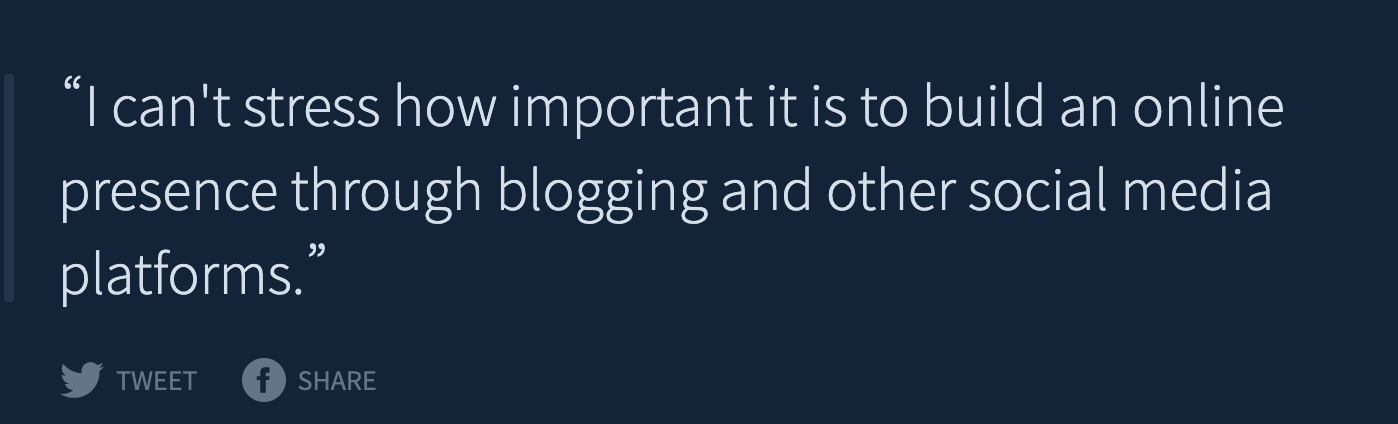 “I can't stress how important it is to build an online
presence through blogging and other social media
platforms.”
TWEET SHARE